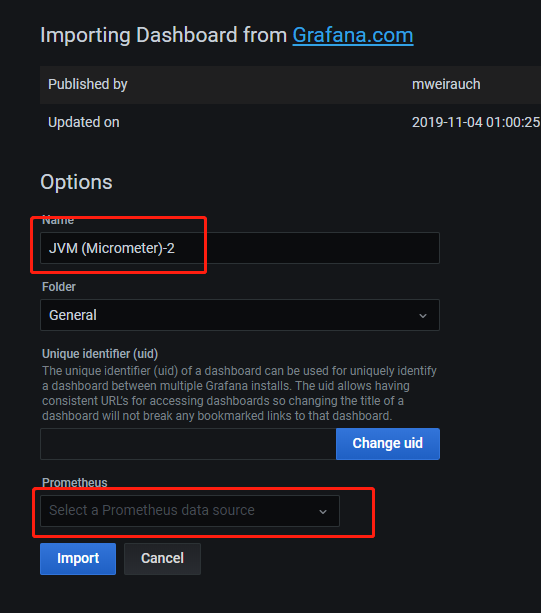 Importing Dashboard from Grafana.com
Published by mweirauch
Updated on 2019-11-04 01:00:25
Options
Name
JVM (Micrometer)-2
Folder
General
Unique identifier (uid)
The unique identifier (uid) of a dashboard can be used for uniquely identify
a dashboard between multiple Grafana installs. The uid allows having
consistent URL's for accessing dashboards so changing the title of a
dashboard will not break any bookmarked links to that dashboard.
Change uid
Prometheus
Select a Prometheus data source
Import Cancel